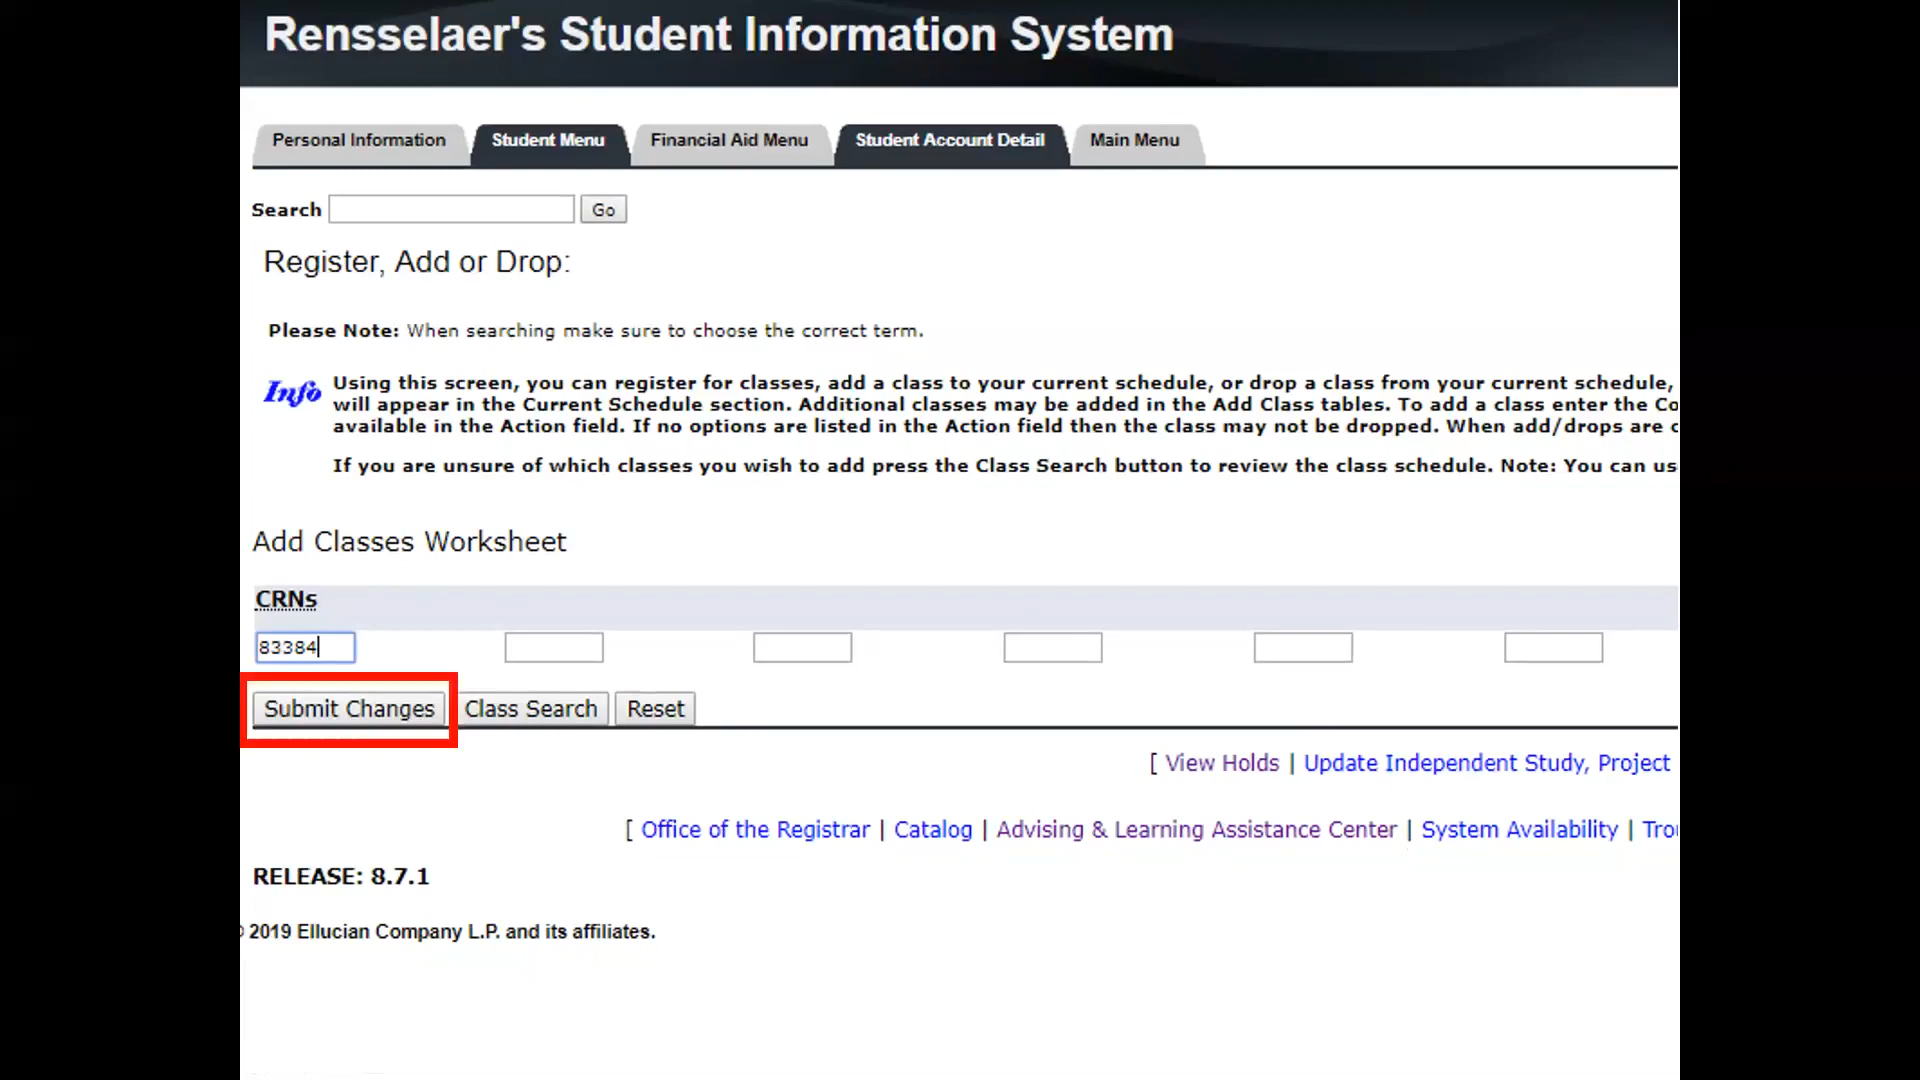 Rensselaer's Student Information System
Personal Information
Student Menu
Financial Aid Menu
Student Account Detail
Main Menu
Search
Go
Register, Add or Drop:
Please Note: When searching make sure to choose the correct term.
Info
Using this screen, you can register for classes, add a class to your current schedule, or drop a class from your current schedule,
will appear in the Current Schedule section. Additional classes may be added in the Add Class tables. To add a class enter the Co
available in the Action field. If no options are listed in the Action field then the class may not be dropped. When add/drops are
If you are unsure of which classes you wish to add press the Class Search button to review the class schedule. Note: You can us
Add Classes Worksheet
CRNs
83384
Submit Changes
Class Search
Reset
[ View Holds | Update Independent Study, Project
[ Office of the Registrar | Catalog | Advising & Learning Assistance Center | System Availability |
RELEASE: 8.7.1
© 2019 Ellucian Company L.P. and its affiliates.